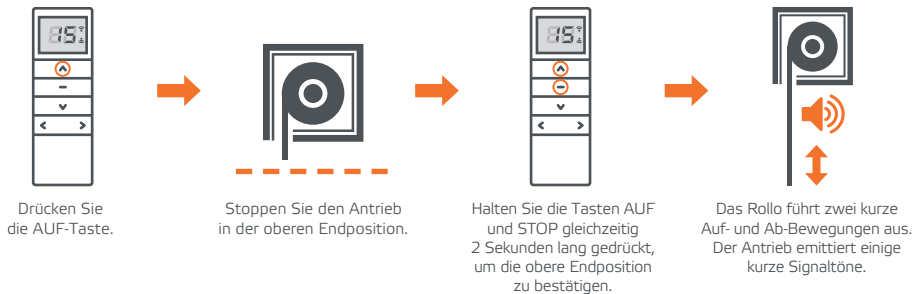 15
15
Drücken Sie
die AUF-Taste.
Stoppen Sie den Antrieb
in der oberen Endposition.
Halten Sie die Tasten AUF
und STOP gleichzeitig
2 Sekunden lang gedrückt,
um die obere Endposition
zu bestätigen.
Das Rollo führt zwei kurze
Auf- und Ab-Bewegungen aus.
Der Antrieb emittiert einige
kurze Signaltöne.